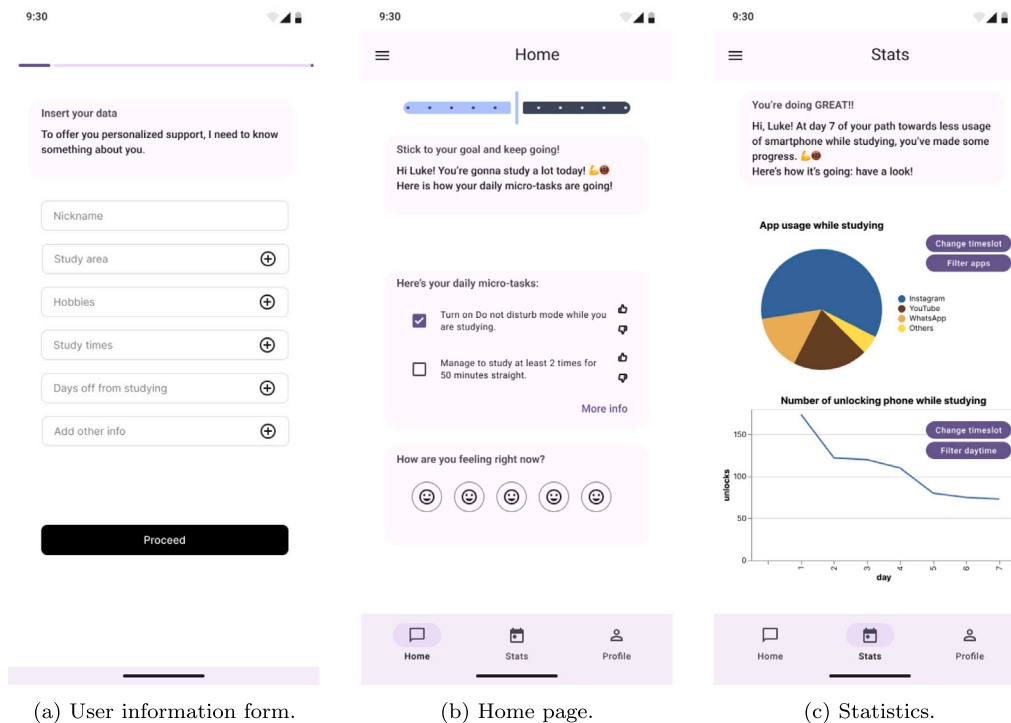 9:30
Insert your data
To offer you personalized support, I need to know
something about you.
Nickname
Study area
Hobbies
Study times
Days off from studying
Add other info
Proceed
(a) User information form.
9:30
Home
Stick to your goal and keep going!
Hi Luke! You're gonna study a lot today! 💪
Here is how your daily micro-tasks are going!
Here's your daily micro-tasks:
Turn on Do not disturb mode while you
are studying.
Manage to study at least 2 times for
50 minutes straight.
More info
How are you feeling right now?
Home
Stats
Profile
(b) Home page.
9:30
Stats
You're doing GREAT!!
Hi, Luke! At day 7 of your path towards less usage
of smartphone while studying, you've made some
progress. 💪
Here's how it's going: have a look!
App usage while studying
Change timeslot
Filter apps
Instagram
YouTube
WhatsApp
Others
Number of unlocking phone while studying
Change timeslot
Filter daytime
150
100
50
0
unlocks
1 2 3 4 5 6 7
day
Home
Stats
Profile
(c) Statistics.